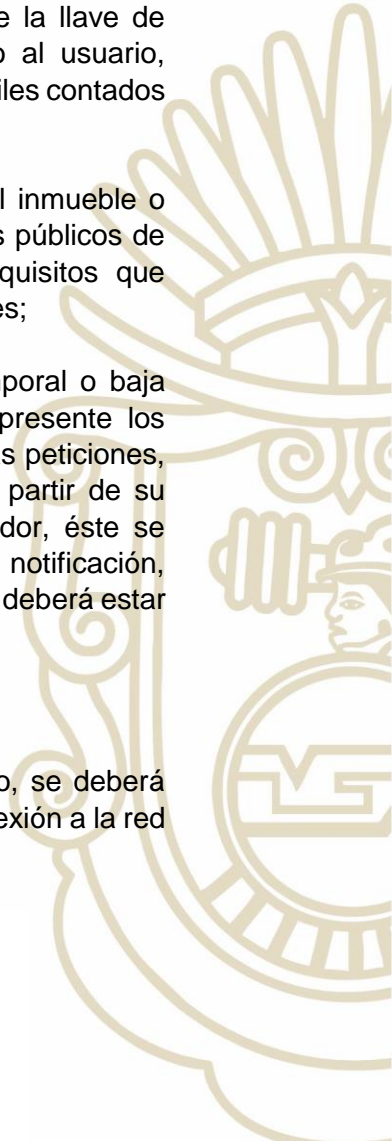 e la llave de
o al usuario,
iles contados
l inmueble o
s públicos de
quisitos que
es;
poral o baja
presente los
as peticiones,
partir de su
dor, éste se
notificación,
deberá estar
o, se deberá
exión a la red